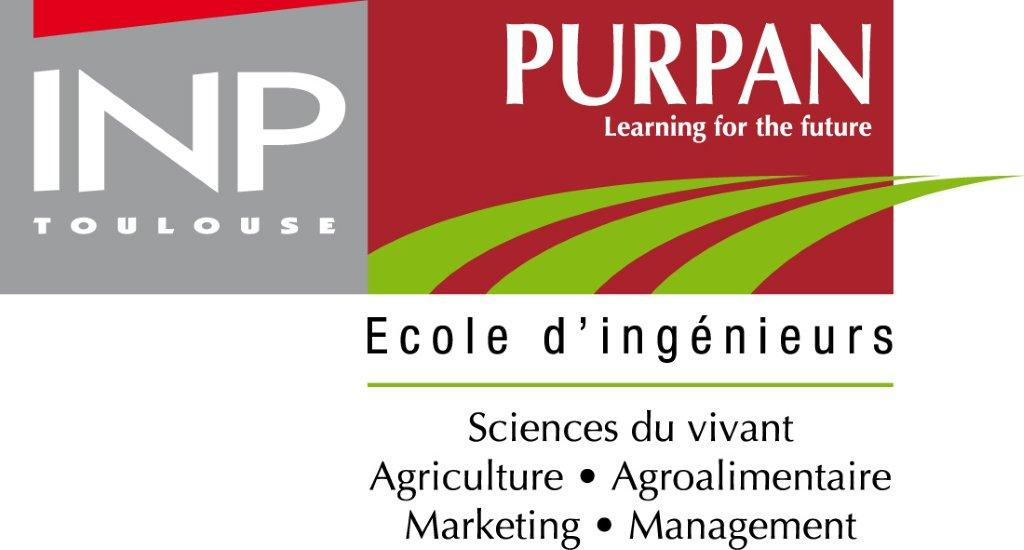 INP
TOULOUSE
PURPAN
Learning for the future
Ecole d'ingénieurs
Sciences du vivant
Agriculture • Agroalimentaire
Marketing • Management